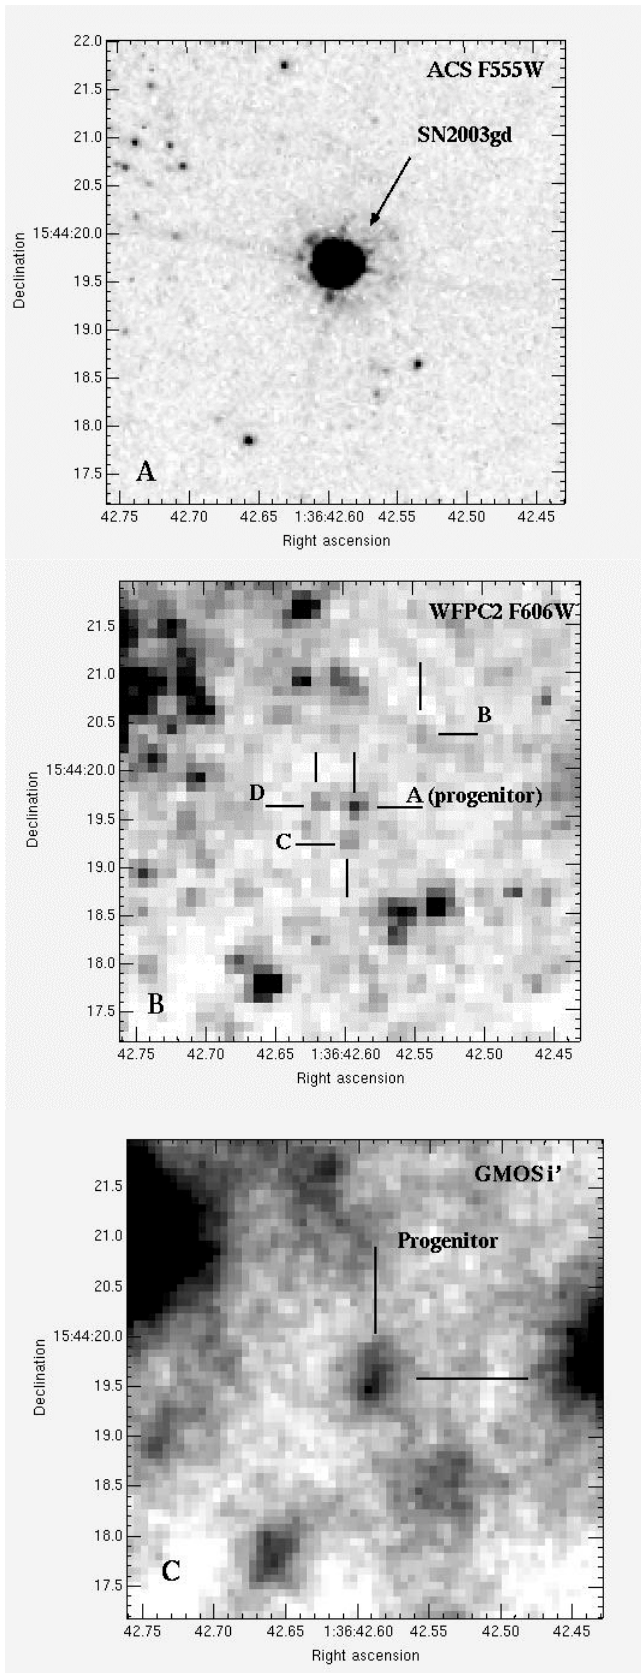 ACS F555W
SN2003gd
22.0
21.5
21.0
20.5
15:44:20.0
19.5
19.0
18.5
18.0
17.5
Declination
A
42.75 42.70 42.65 1:36:42.60 42.55 42.50 42.45
Right ascension
WFPC2 F606W
21.5
21.0
20.5
15:44:20.0
19.5
19.0
18.5
18.0
17.5
Declination
B
D
A (progenitor)
C
B
42.75 42.70 42.65 1:36:42.60 42.55 42.50 42.45
Right ascension
GMOS i'
Progenitor
21.5
21.0
20.5
15:44:20.0
19.5
19.0
18.5
18.0
17.5
Declination
C
42.75 42.70 42.65 1:36:42.60 42.55 42.50 42.45
Right ascension